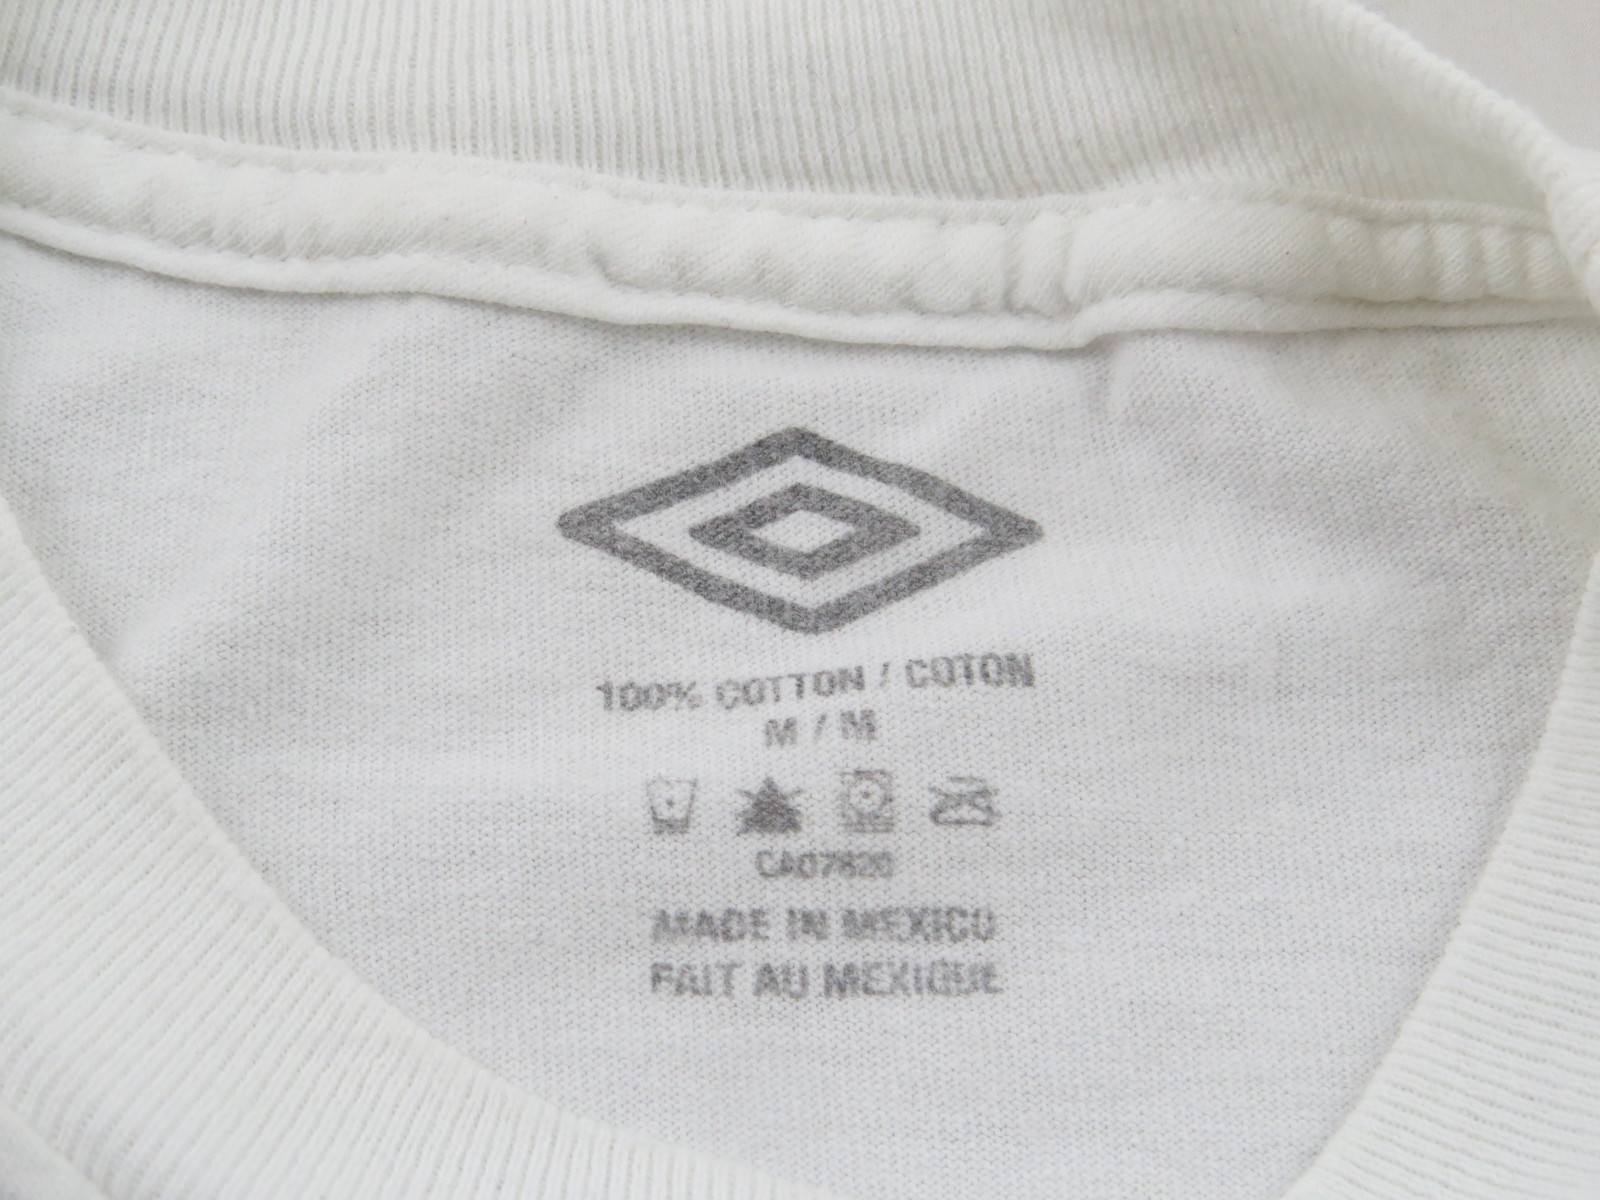 100% COTTON / COTON
M / M
CA07820
MADE IN MEXICO
FAIT AU MEXIQUE